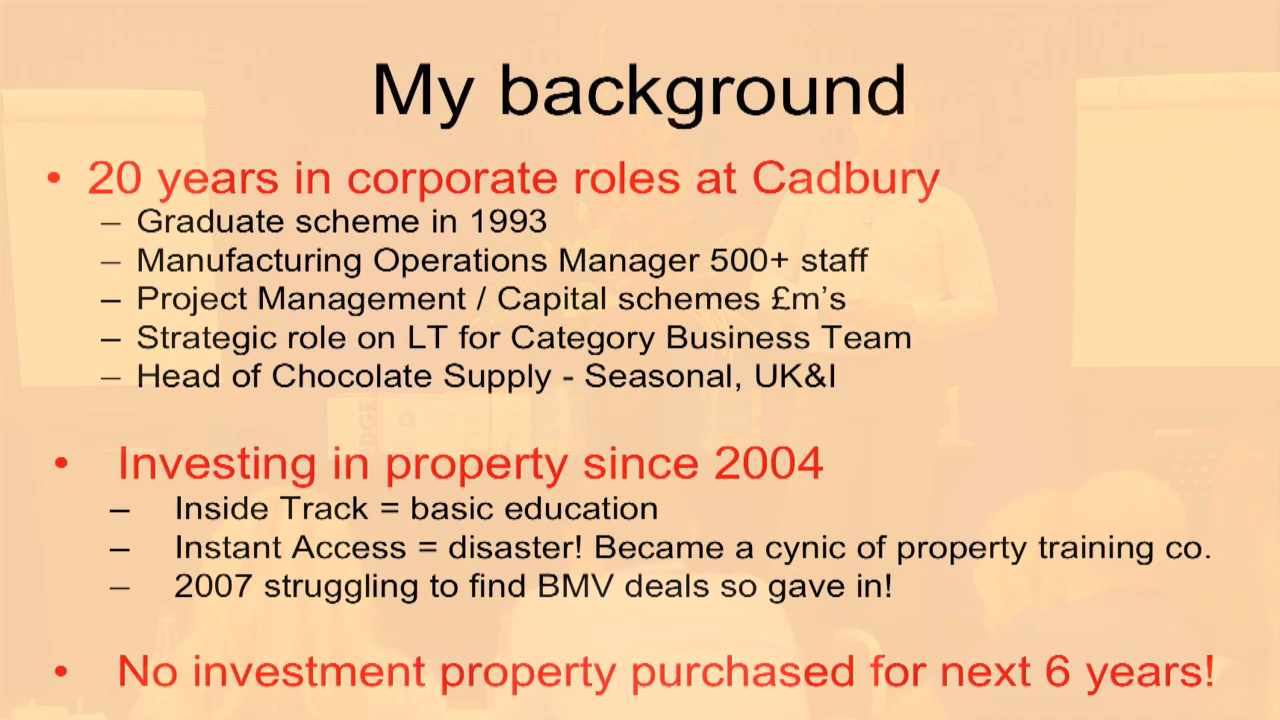 My background
• 20 years in corporate roles at Cadbury
– Graduate scheme in 1993
– Manufacturing Operations Manager 500+ staff
– Project Management / Capital schemes £m’s
– Strategic role on LT for Category Business Team
– Head of Chocolate Supply - Seasonal, UK&I
• Investing in property since 2004
– Inside Track = basic education
– Instant Access = disaster! Became a cynic of property training co.
– 2007 struggling to find BMV deals so gave in!
• No investment property purchased for next 6 years!